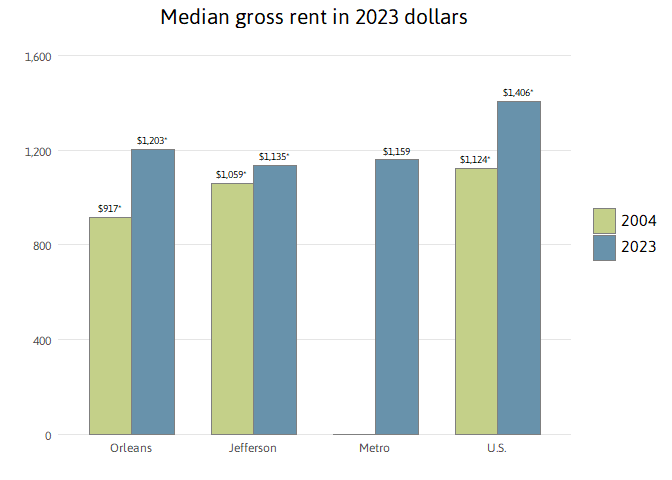 Median gross rent in 2023 dollars
1,600
1,200
800
400
0
$917*
$1,203*
$1,059*
$1,135*
$1,159
$1,124*
$1,406*
Orleans
Jefferson
Metro
U.S.
2004
2023